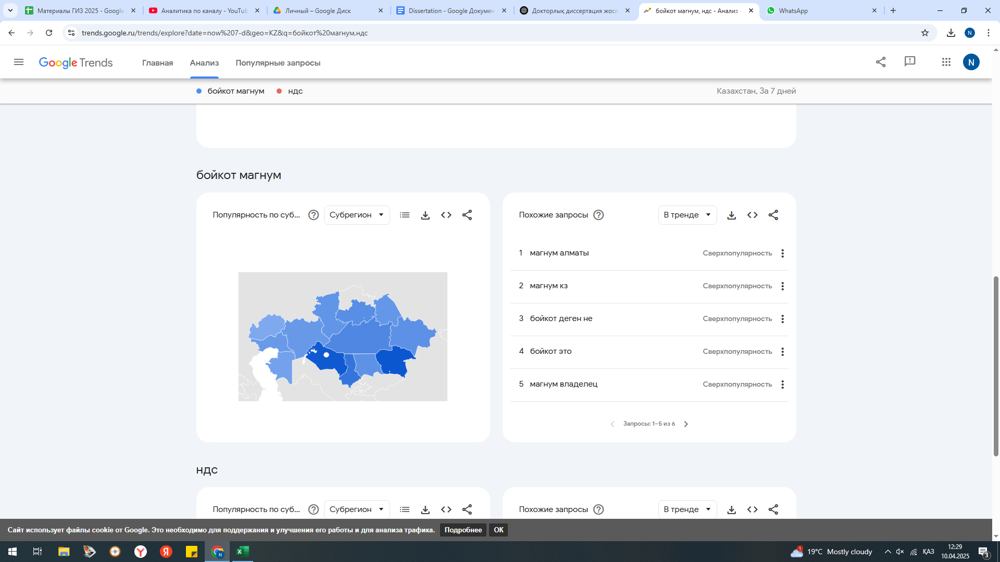 Материалы ГИЗ 2025 - Google
Аналитика по каналу - YouTub
Личный – Google Диск
Dissertation - Google Докумен
Докторлық диссертация жосп
бойкот магнум, ндс - Анализ -
WhatsApp
trends.google.ru/trends/explore?date=now%207-d&geo=KZ&q=бойкот%20магнум,ндс
N
Google Trends
Главная
Анализ
Популярные запросы
N
бойкот магнум
ндс
Казахстан, За 7 дней
бойкот магнум
Популярность по суб...
Субрегион
Похожие запросы
В тренде
1 магнум алматы Сверхпопулярность
2 магнум кз Сверхпопулярность
3 бойкот деген не Сверхпопулярность
4 бойкот это Сверхпопулярность
5 магнум владелец Сверхпопулярность
Запросы: 1–5 из 6
ндс
Популярность по суб...
Субрегион
Похожие запросы
В тренде
Сайт использует файлы cookie от Google. Это необходимо для поддержания и улучшения его работы и для анализа трафика.
Подробнее
ОК
1
19°C Mostly cloudy
ҚАЗ
12:29
10.04.2025
3